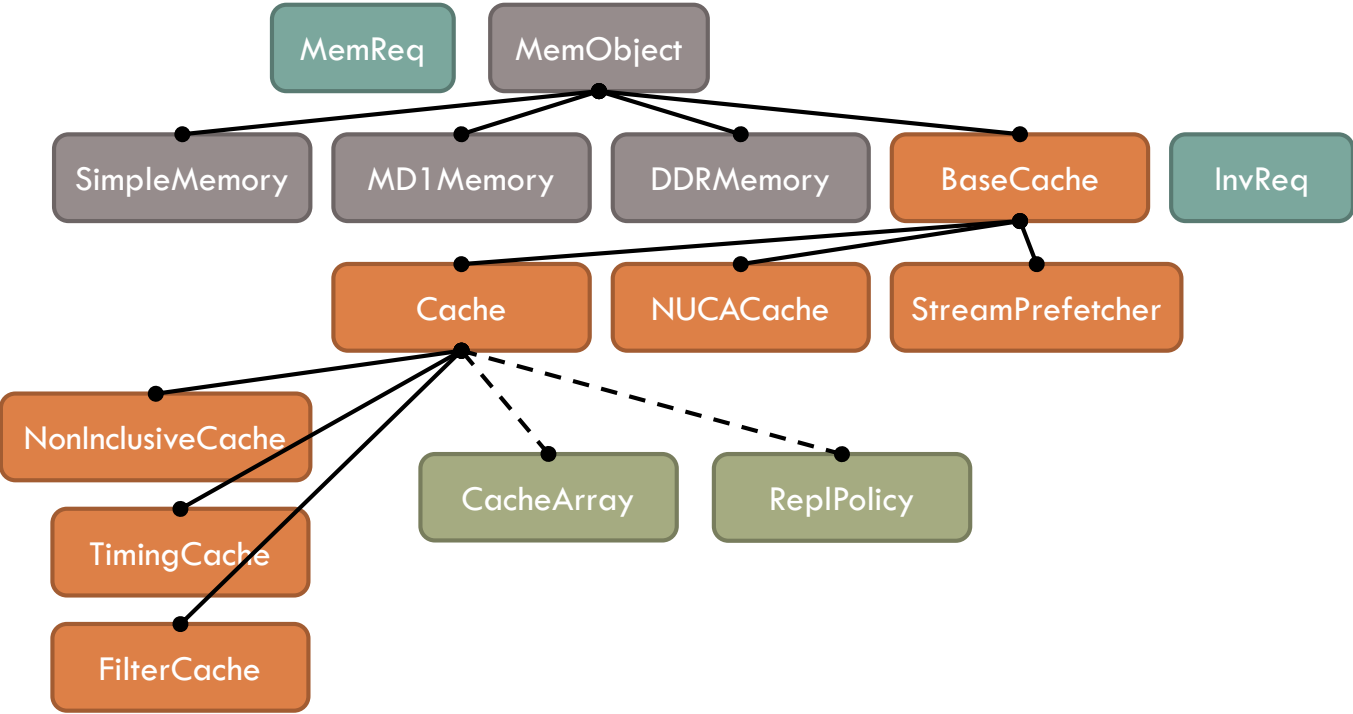 MemReq
MemObject
SimpleMemory
MD1Memory
DDRMemory
BaseCache
InvReq
Cache
NUCACache
StreamPrefetcher
NonInclusiveCache
CacheArray
ReplPolicy
TimingCache
FilterCache